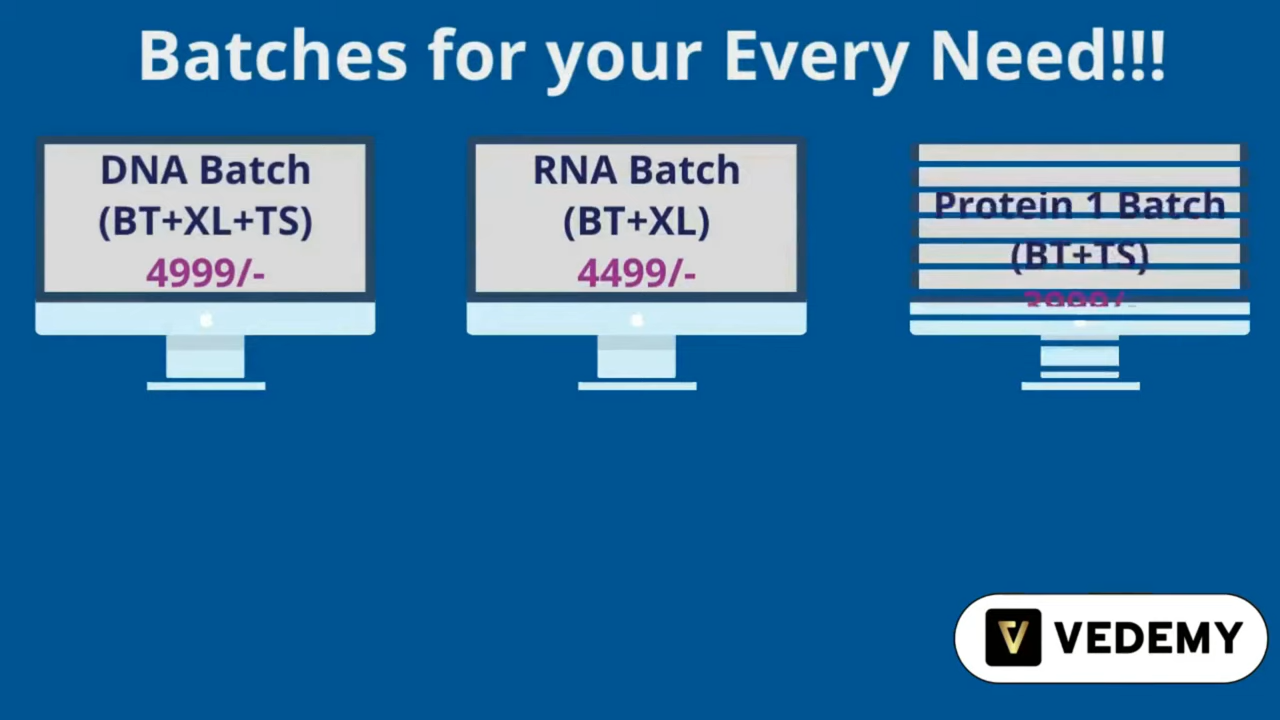 Batches for your Every Need!!!
DNA Batch
(BT+XL+TS)
4999/-
RNA Batch
(BT+XL)
4499/-
Protein 1 Batch
(BT+TS)
VEDEMY